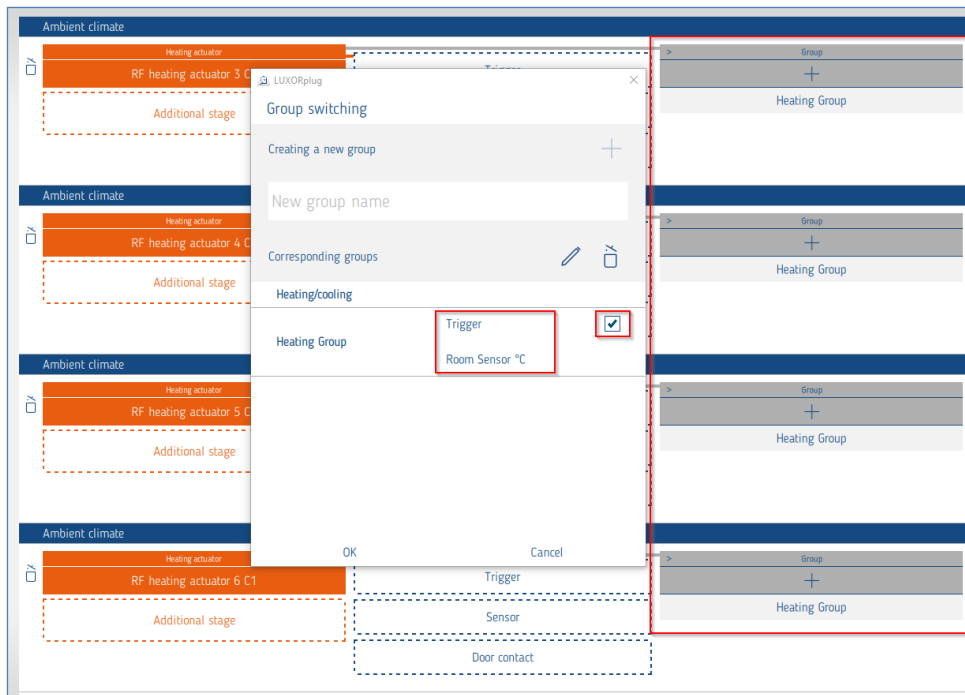 Ambient climate
Heating actuator
RF heating actuator 3 C
Additional stage
Trigger
>
Group
+
Heating Group
LUXORplug
Group switching
Creating a new group
New group name
Corresponding groups
Heating/cooling
Heating Group
Trigger
Room Sensor °C
OK
Cancel
Ambient climate
Heating actuator
RF heating actuator 4 C
Additional stage
>
Group
+
Heating Group
Ambient climate
Heating actuator
RF heating actuator 5 C
Additional stage
>
Group
+
Heating Group
Ambient climate
Heating actuator
RF heating actuator 6 C1
Additional stage
Trigger
Sensor
Door contact
>
Group
+
Heating Group